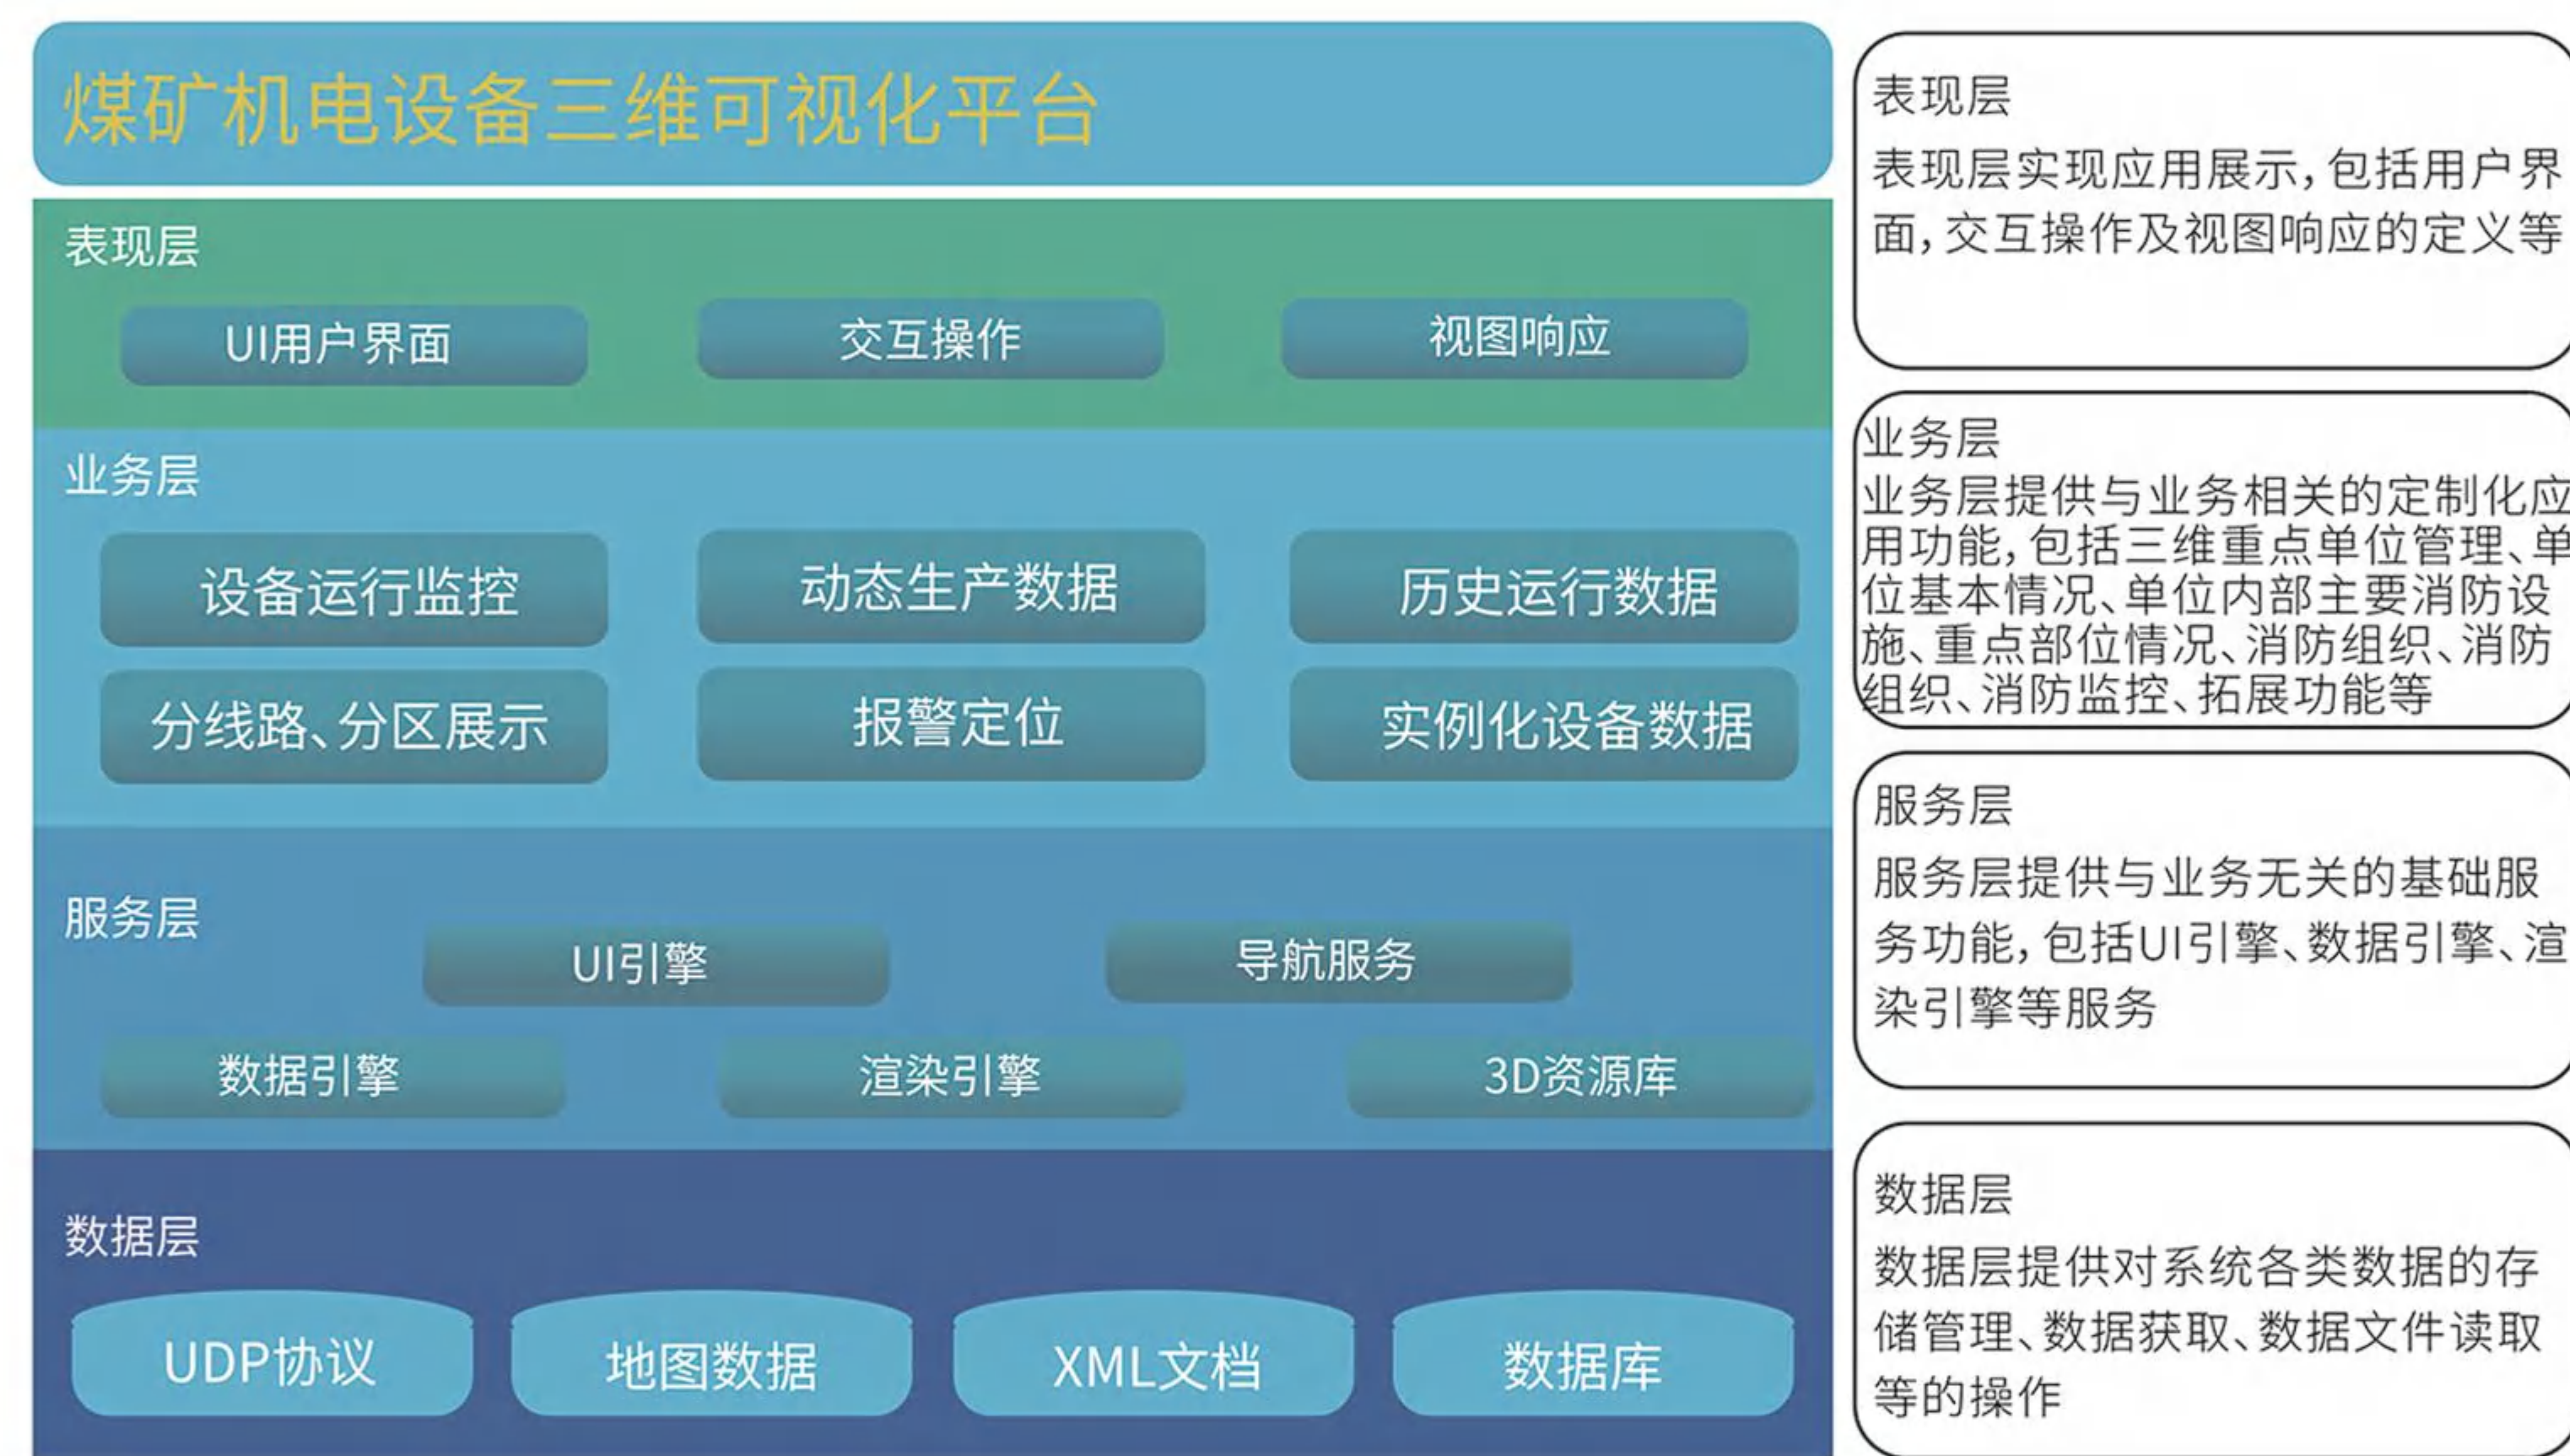 煤矿机电设备三维可视化平台
表现层
UI用户界面
交互操作
视图响应
业务层
设备运行监控
动态生产数据
历史运行数据
分线路、分区展示
报警定位
实例化设备数据
服务层
UI引擎
导航服务
数据引擎
渲染引擎
3D资源库
数据层
UDP协议
地图数据
XML文档
数据库
表现层
表现层实现应用展示,包括用户界
面,交互操作及视图响应的定义等
业务层
业务层提供与业务相关的定制化应
用功能,包括三维重点单位管理、单
位基本情况、单位内部主要消防设
施、重点部位情况、消防组织、消防
组织、消防监控、拓展功能等
服务层
服务层提供与业务无关的基础服
务功能,包括UI引擎、数据引擎、渲
染引擎等服务
数据层
数据层提供对系统各类数据的存
储管理、数据获取、数据文件读取
等的操作